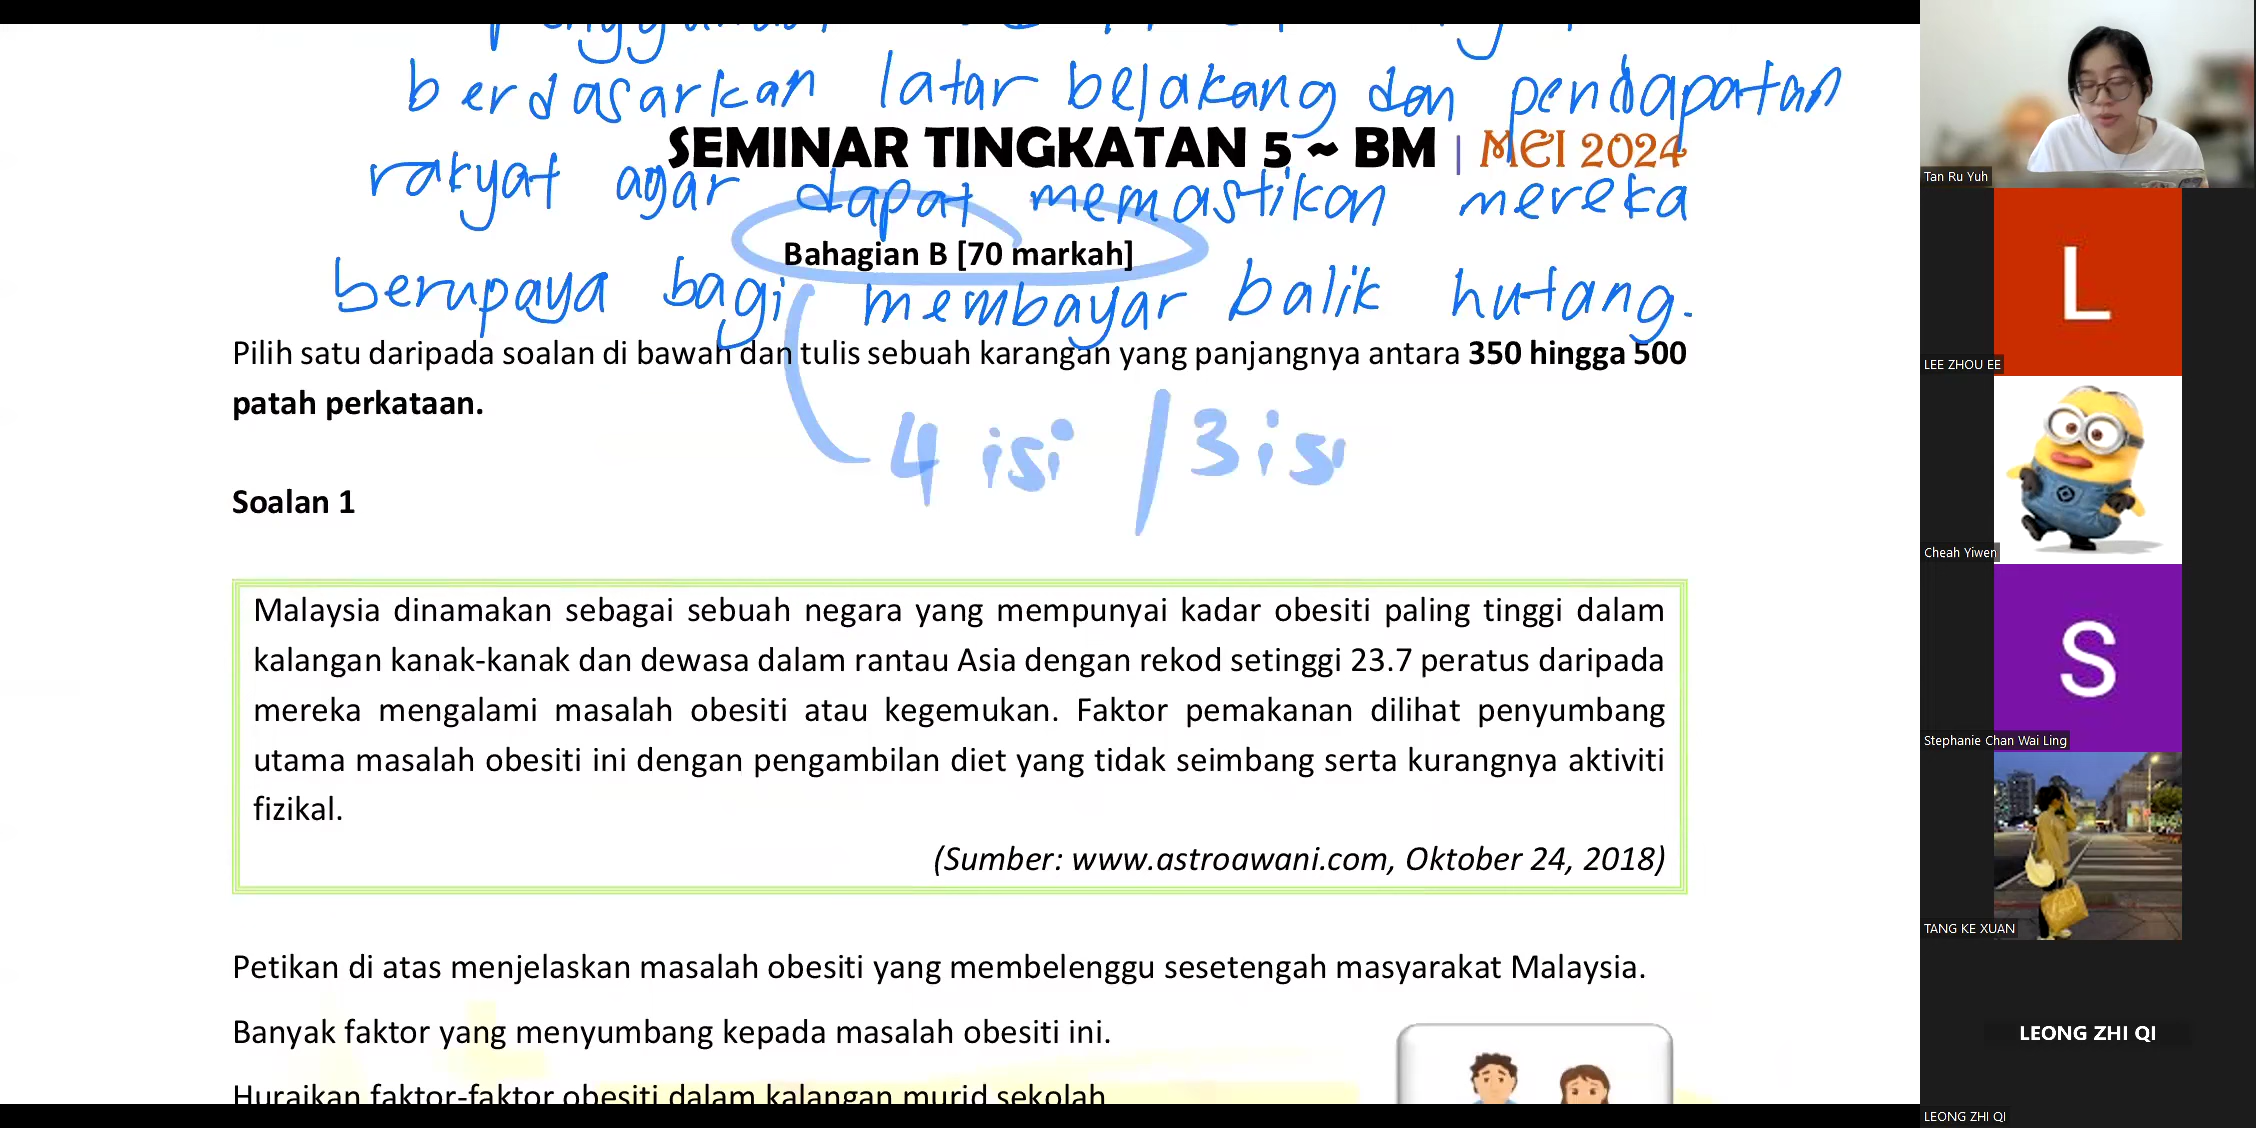 berdasarkan latar belakang dan pendapatan
SEMINAR TINGKATAN 5 ~ BM | MEI 2024
rakyat agar dapat memastikan mereka
Bahagian B [70 markah]
berupaya bagi membayar balik hutang.
Pilih satu daripada soalan di bawah dan tulis sebuah karangan yang panjangnya antara 350 hingga 500
patah perkataan.
4 isi / 3 isi
Soalan 1
Malaysia dinamakan sebagai sebuah negara yang mempunyai kadar obesiti paling tinggi dalam
kalangan kanak-kanak dan dewasa dalam rantau Asia dengan rekod setinggi 23.7 peratus daripada
mereka mengalami masalah obesiti atau kegemukan. Faktor pemakanan dilihat penyumbang
utama masalah obesiti ini dengan pengambilan diet yang tidak seimbang serta kurangnya aktiviti
fizikal.
(Sumber: www.astroawani.com, Oktober 24, 2018)
Petikan di atas menjelaskan masalah obesiti yang membelenggu sesetengah masyarakat Malaysia.
Banyak faktor yang menyumbang kepada masalah obesiti ini.
Huraikan faktor-faktor obesiti dalam kalangan murid sekolah
Tan Ru Yuh
L
LEE ZHOU EE
Cheah Yiwen
S
Stephanie Chan Wai Ling
TANG KE XUAN
LEONG ZHI QI
LEONG ZHI QI